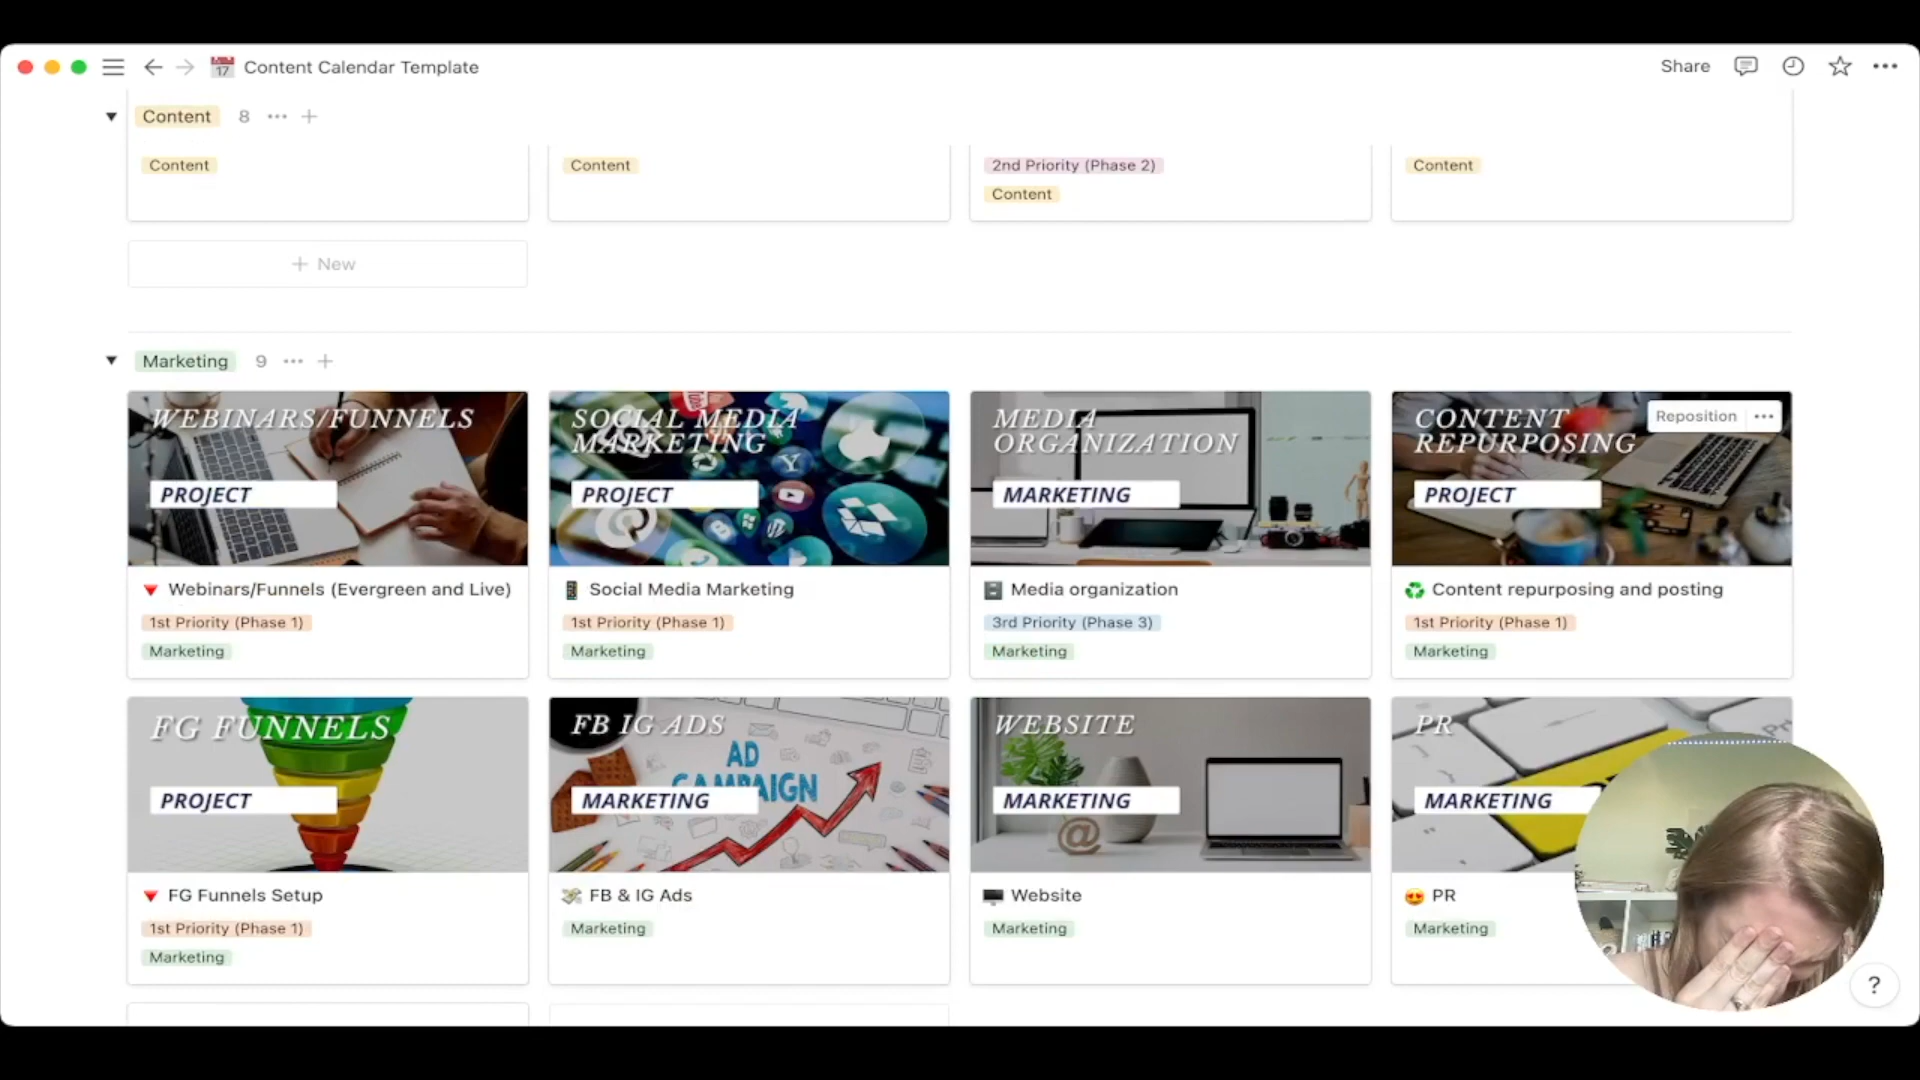 17 Content Calendar Template Share
Content 8
Content Content 2nd Priority (Phase 2) Content
Content
+ New
Marketing 9
WEBINARS/FUNNELS
PROJECT
Webinars/Funnels (Evergreen and Live)
1st Priority (Phase 1)
Marketing
SOCIAL MEDIA
MARKETING
PROJECT
Social Media Marketing
1st Priority (Phase 1)
Marketing
MEDIA
ORGANIZATION
MARKETING
Media organization
3rd Priority (Phase 3)
Marketing
CONTENT
REPURPOSING
Reposition
PROJECT
Content repurposing and posting
1st Priority (Phase 1)
Marketing
FG FUNNELS
PROJECT
FG Funnels Setup
1st Priority (Phase 1)
Marketing
FB IG ADS
AD
CAMPAIGN
MARKETING
FB & IG Ads
Marketing
WEBSITE
MARKETING
@
Website
Marketing
PR
MARKETING
PR
Marketing
?